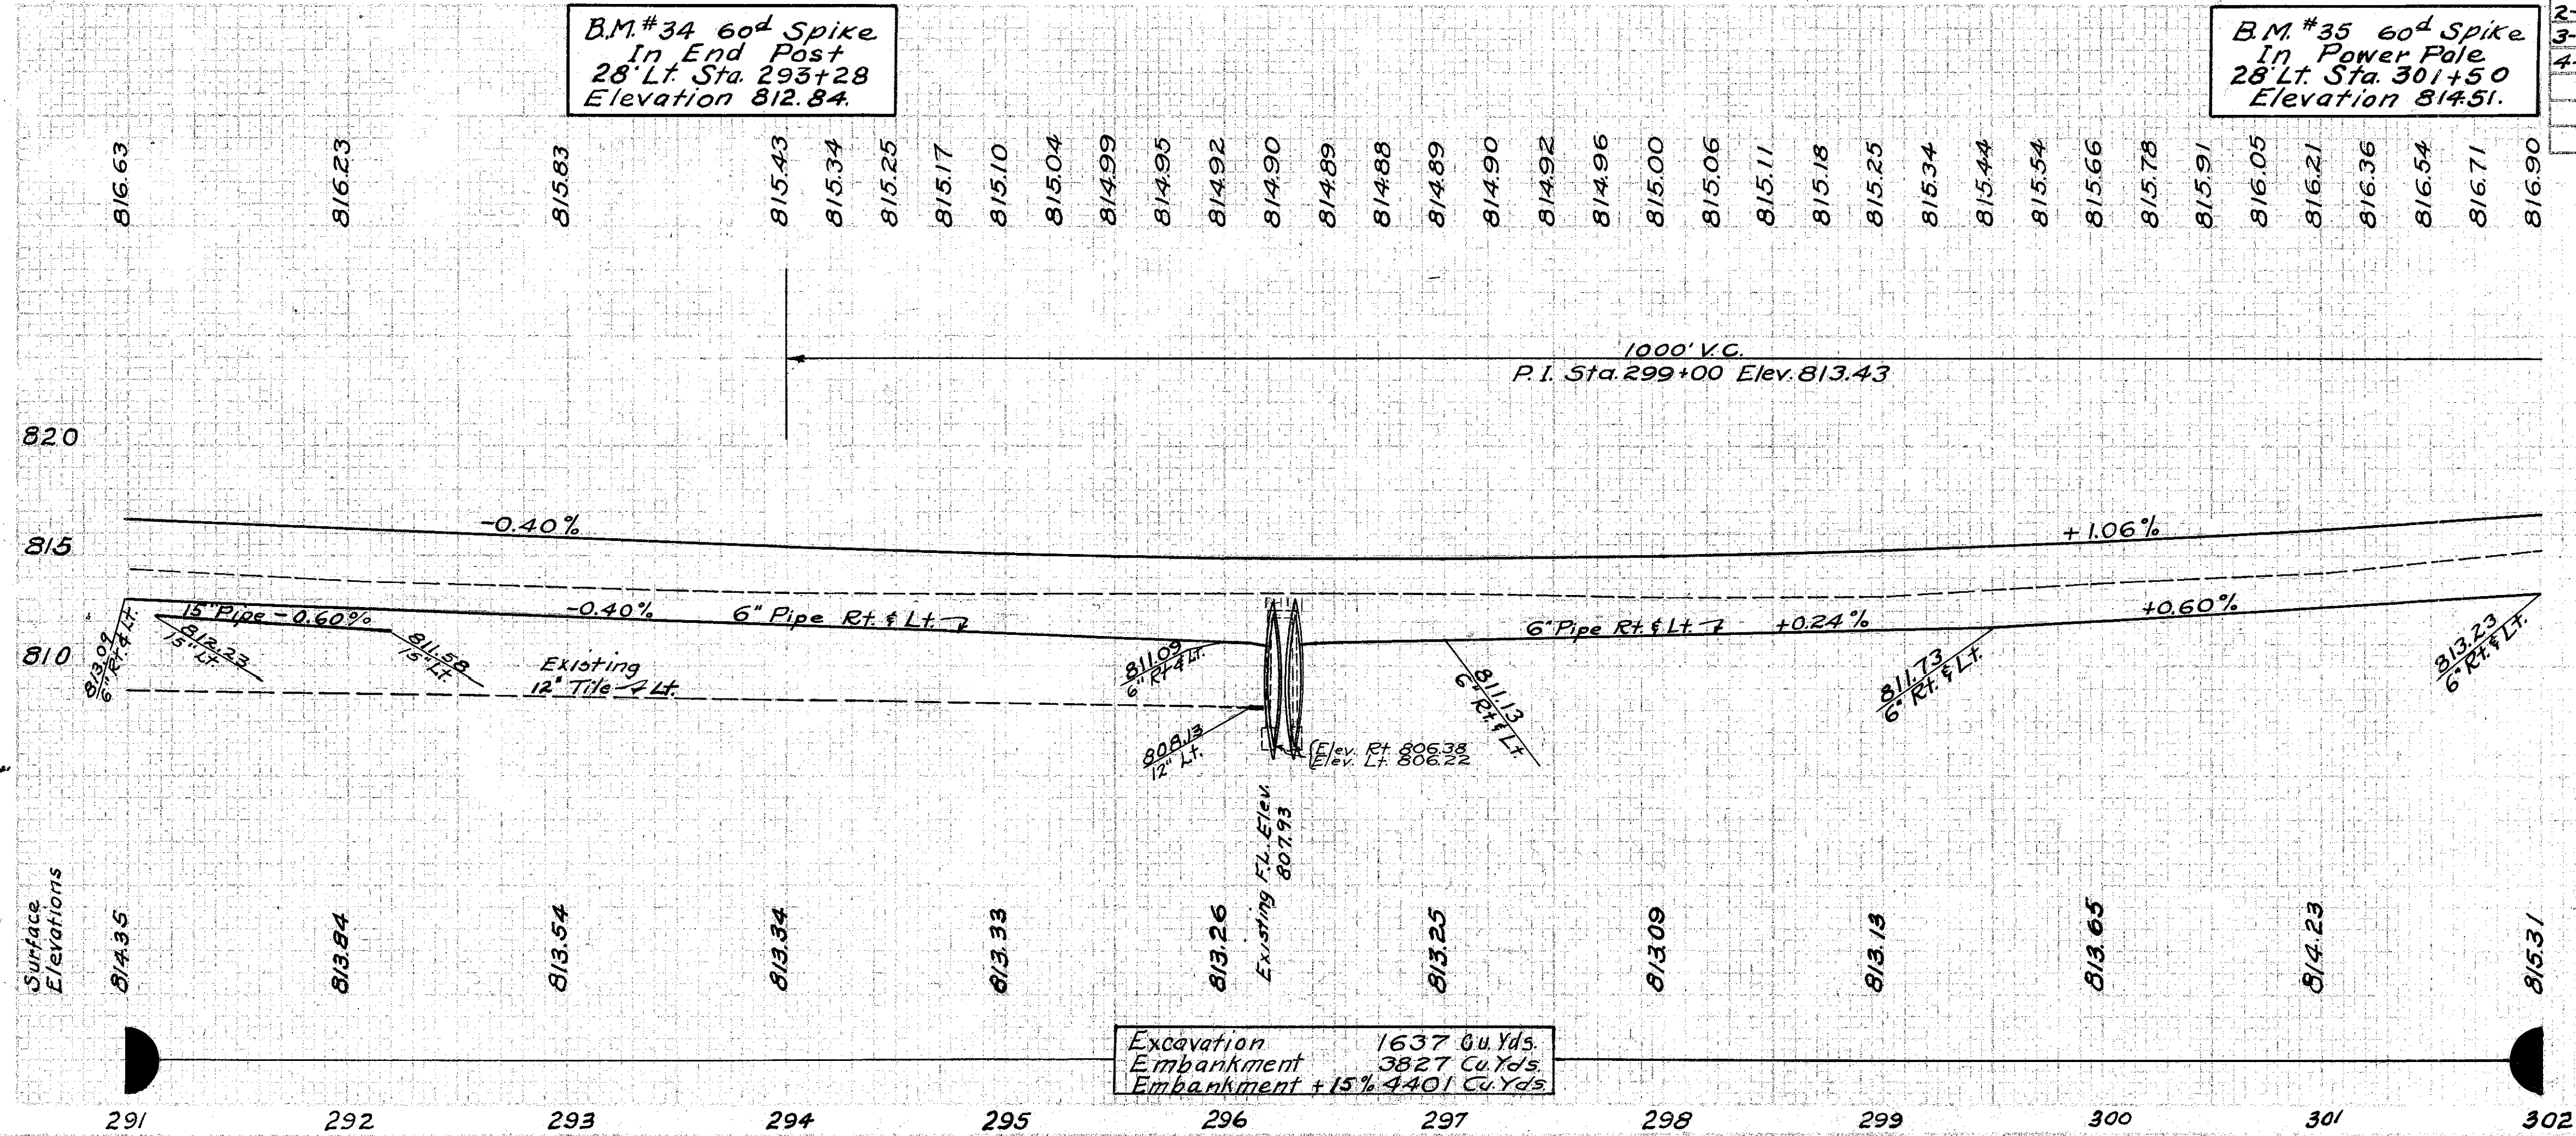 B.M. #34 60d Spike
In End Post
28' Lt. Sta. 293+28
Elevation 812.84.
B.M. #35 60d Spike
In Power Pole
28' Lt. Sta. 301+50
Elevation 814.51.
2-
3-
4-
816.63 816.23 815.83 815.43 815.34 815.25 815.17 815.10 815.04 814.99 814.95 814.92 814.90 814.89 814.88 814.89 814.90 814.92 814.96 815.00 815.06 815.11 815.18 815.25 815.34 815.44 815.54 815.66 815.78 815.91 816.05 816.21 816.36 816.54 816.71 816.90
1000' V.C.
P.I. Sta. 299+00 Elev. 813.43
820
-0.40%
+1.06%
815
15" Pipe -0.60%
-0.40%
6" Pipe Rt. & Lt.
6" Pipe Rt. & Lt.
+0.24%
+0.60%
810
813.09
6" Rt & Lt.
812.23
15" Lt.
811.58
15" Lt.
Existing
12" Tile Lt.
811.09
6" Rt & Lt.
808.13
12" Lt.
Elev. Rt. 806.38
Elev. Lt. 806.22
811.13
6" Rt & Lt.
811.73
6" Rt. & Lt.
813.23
6" Rt. & Lt.
Existing F.L. Elev.
807.93
Surface
Elevations
814.35 813.84 813.54 813.34 813.33 813.26 813.25 813.09 813.13 813.65 814.23 815.31
Excavation 1637 Cu. Yds.
Embankment 3827 Cu. Yds.
Embankment +15% 4401 Cu. Yds.
291 292 293 294 295 296 297 298 299 300 301 302